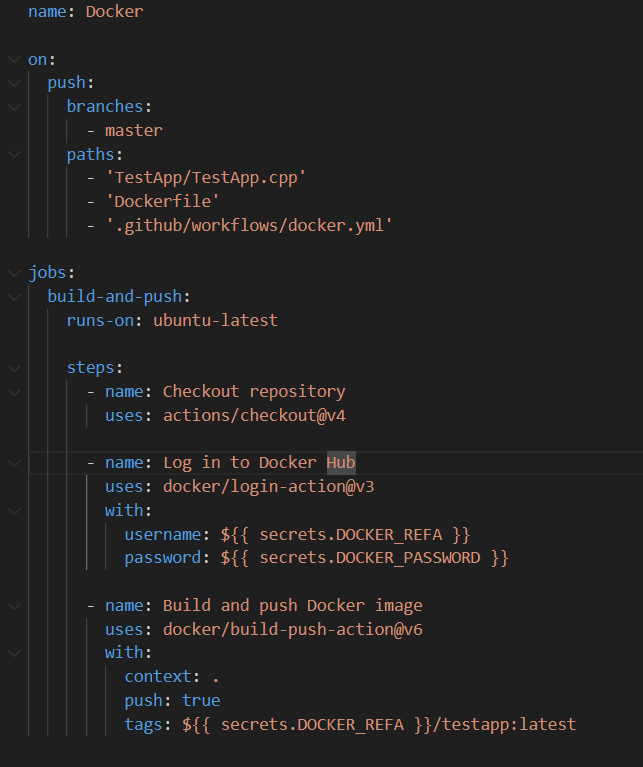 name: Docker
on:
push:
branches:
- master
paths:
- 'TestApp/TestApp.cpp'
- 'Dockerfile'
- '.github/workflows/docker.yml'
jobs:
build-and-push:
runs-on: ubuntu-latest
steps:
- name: Checkout repository
uses: actions/checkout@v4
- name: Log in to Docker Hub
uses: docker/login-action@v3
with:
username: ${{ secrets.DOCKER_REFA }}
password: ${{ secrets.DOCKER_PASSWORD }}
- name: Build and push Docker image
uses: docker/build-push-action@v6
with:
context: .
push: true
tags: ${{ secrets.DOCKER_REFA }}/testapp:latest